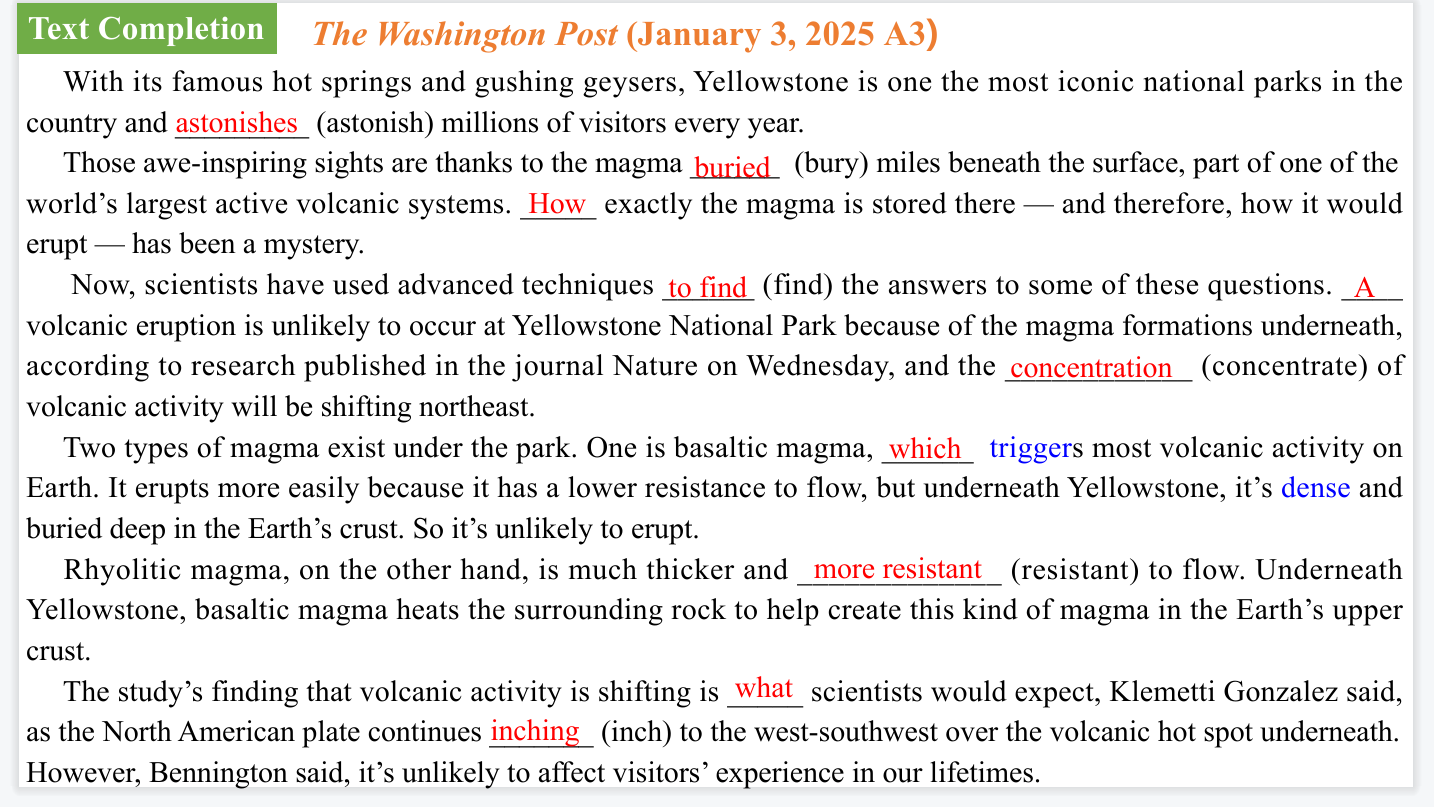 Text Completion The Washington Post (January 3, 2025 A3)
With its famous hot springs and gushing geysers, Yellowstone is one the most iconic national parks in the
country and astonishes (astonish) millions of visitors every year.
Those awe-inspiring sights are thanks to the magma buried (bury) miles beneath the surface, part of one of the
world’s largest active volcanic systems. How exactly the magma is stored there — and therefore, how it would
erupt — has been a mystery.
Now, scientists have used advanced techniques to find (find) the answers to some of these questions. A
volcanic eruption is unlikely to occur at Yellowstone National Park because of the magma formations underneath,
according to research published in the journal Nature on Wednesday, and the concentration (concentrate) of
volcanic activity will be shifting northeast.
Two types of magma exist under the park. One is basaltic magma, which triggers most volcanic activity on
Earth. It erupts more easily because it has a lower resistance to flow, but underneath Yellowstone, it’s dense and
buried deep in the Earth’s crust. So it’s unlikely to erupt.
Rhyolitic magma, on the other hand, is much thicker and more resistant (resistant) to flow. Underneath
Yellowstone, basaltic magma heats the surrounding rock to help create this kind of magma in the Earth’s upper
crust.
The study’s finding that volcanic activity is shifting is what scientists would expect, Klemetti Gonzalez said,
as the North American plate continues inching (inch) to the west-southwest over the volcanic hot spot underneath.
However, Bennington said, it’s unlikely to affect visitors’ experience in our lifetimes.